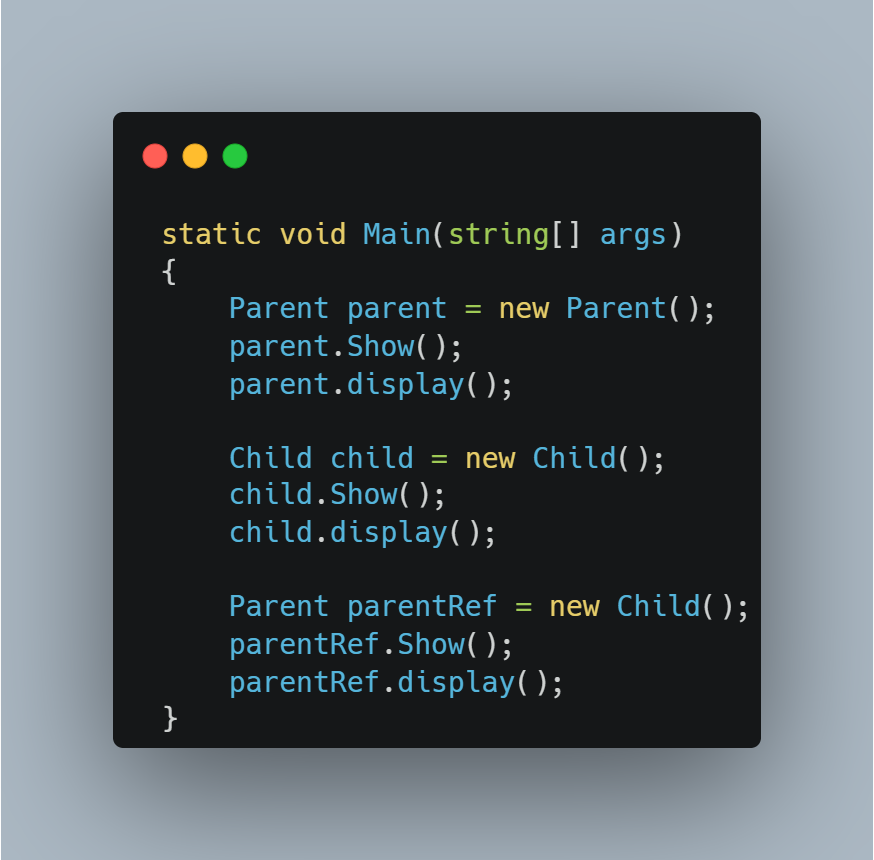 static void Main(string[] args)
{
    Parent parent = new Parent();
    parent.Show();
    parent.display();

    Child child = new Child();
    child.Show();
    child.display();

    Parent parentRef = new Child();
    parentRef.Show();
    parentRef.display();
}